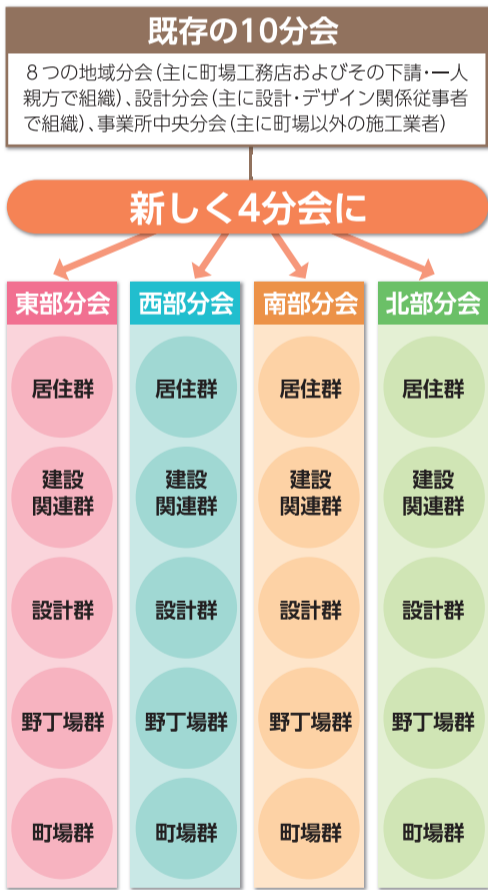 既存の10分会
８つの地域分会(主に町場工務店およびその下請・一人
親方で組織)、設計分会(主に設計・デザイン関係従事者
で組織)、事業所中央分会(主に町場以外の施工業者)
新しく4分会に
東部分会
居住群
建設
関連群
設計群
野丁場群
町場群
西部分会
居住群
建設
関連群
設計群
野丁場群
町場群
南部分会
居住群
建設
関連群
設計群
野丁場群
町場群
北部分会
居住群
建設
関連群
設計群
野丁場群
町場群